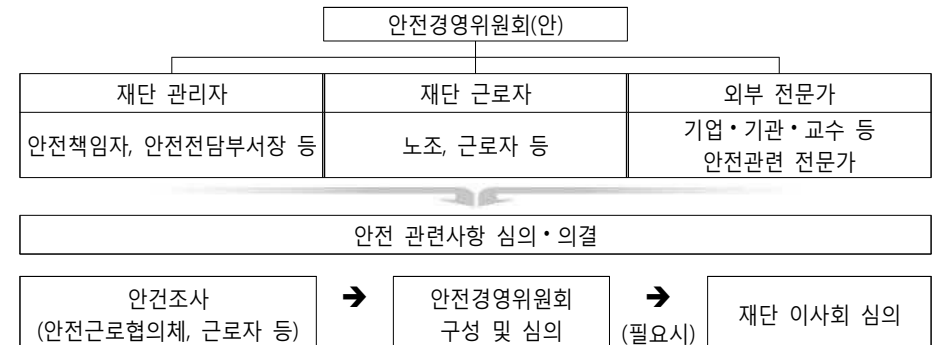 안전경영위원회(안)
재단 관리자
재단 근로자
외부 전문가
안전책임자, 안전전담부서장 등
노조, 근로자 등
기업・기관・교수 등
안전관련 전문가
안전 관련사항 심의・의결
안건조사
(안전근로협의체, 근로자 등)
➔
안전경영위원회
구성 및 심의
➔
(필요시)
재단 이사회 심의